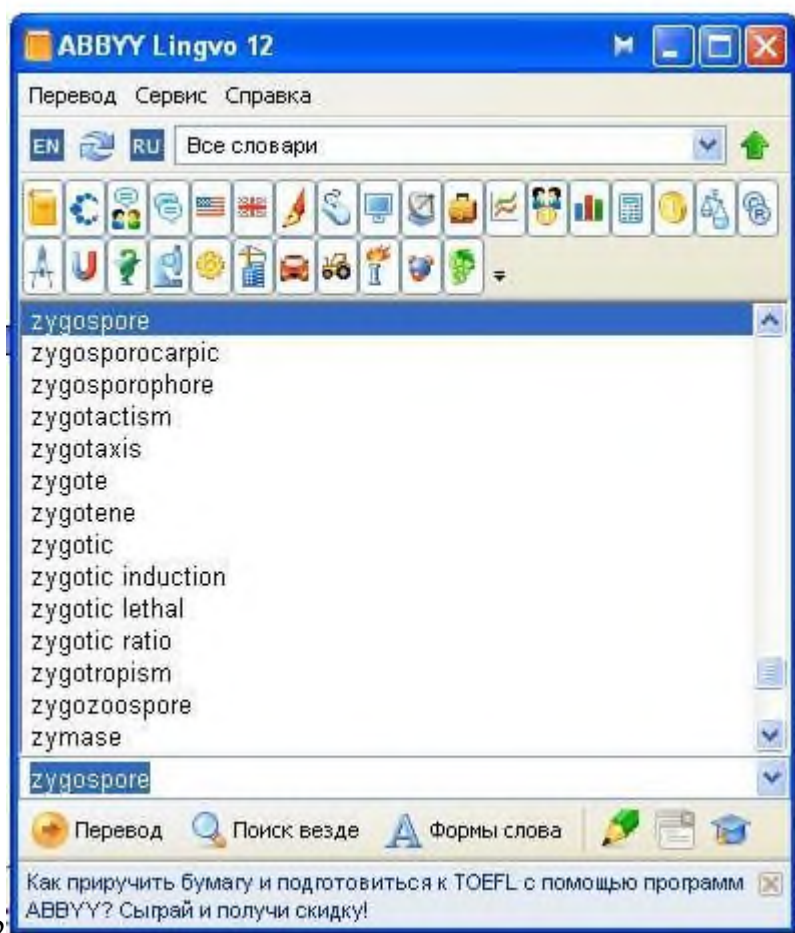 ABBYY Lingvo 12
Перевод Сервис Справка
EN RU Все словари
zygospore
zygosporocarpic
zygosporophore
zygotactism
zygotaxis
zygote
zygotene
zygotic
zygotic induction
zygotic lethal
zygotic ratio
zygotropism
zygozoospore
zymase
zygospore
Перевод Поиск везде Формы слова
Как приручить бумагу и подготовиться к TOEFL с помощью программ
ABBYY? Сыграй и получи скидку!